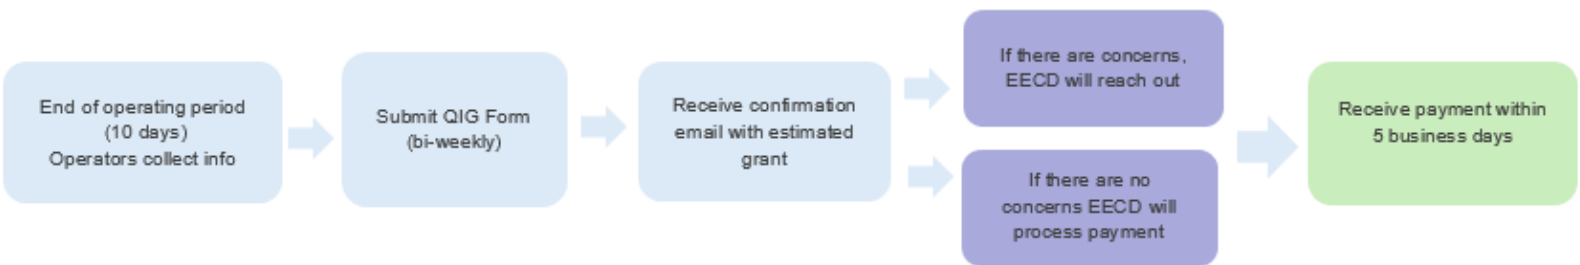 End of operating period
(10 days)
Operators collect info
Submit QIG Form
(bi-weekly)
Receive confirmation
email with estimated
grant
If there are concerns,
EECD will reach out
If there are no
concerns EECD will
process payment
Receive payment within
5 business days